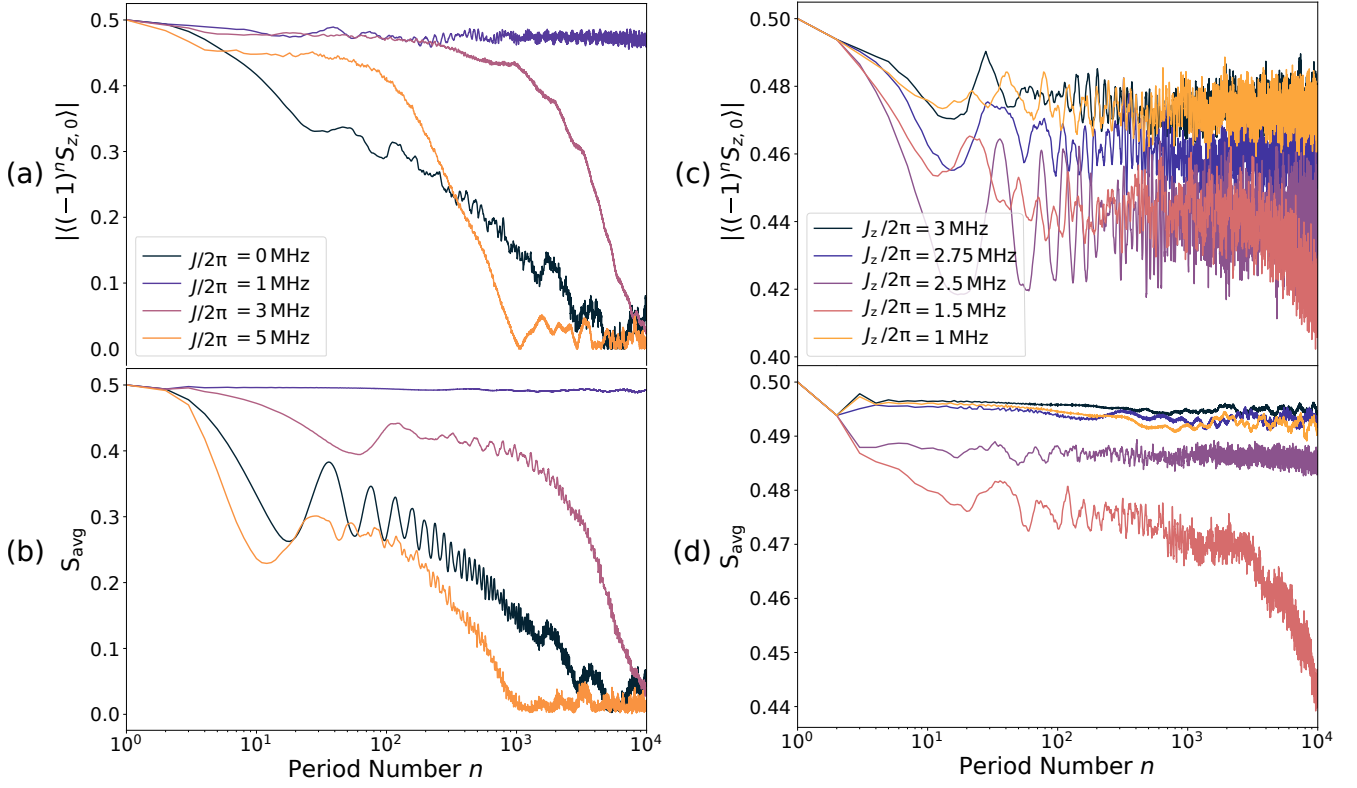 (a)
|⟨(−1)ⁿS_{z, 0}⟩|
0.5
0.4
0.3
0.2
0.1
0.0
J/2π = 0 MHz
J/2π = 1 MHz
J/2π = 3 MHz
J/2π = 5 MHz
(b)
S_{avg}
0.5
0.4
0.3
0.2
0.1
0.0
10⁰ 10¹ 10² 10³ 10⁴
Period Number n
(c)
|⟨(−1)ⁿS_{z, 0}⟩|
0.50
0.48
0.46
0.44
0.42
0.40
J_z/2π = 3 MHz
J_z/2π = 2.75 MHz
J_z/2π = 2.5 MHz
J_z/2π = 1.5 MHz
J_z/2π = 1 MHz
(d)
S_{avg}
0.50
0.49
0.48
0.47
0.46
0.45
0.44
10⁰ 10¹ 10² 10³ 10⁴
Period Number n